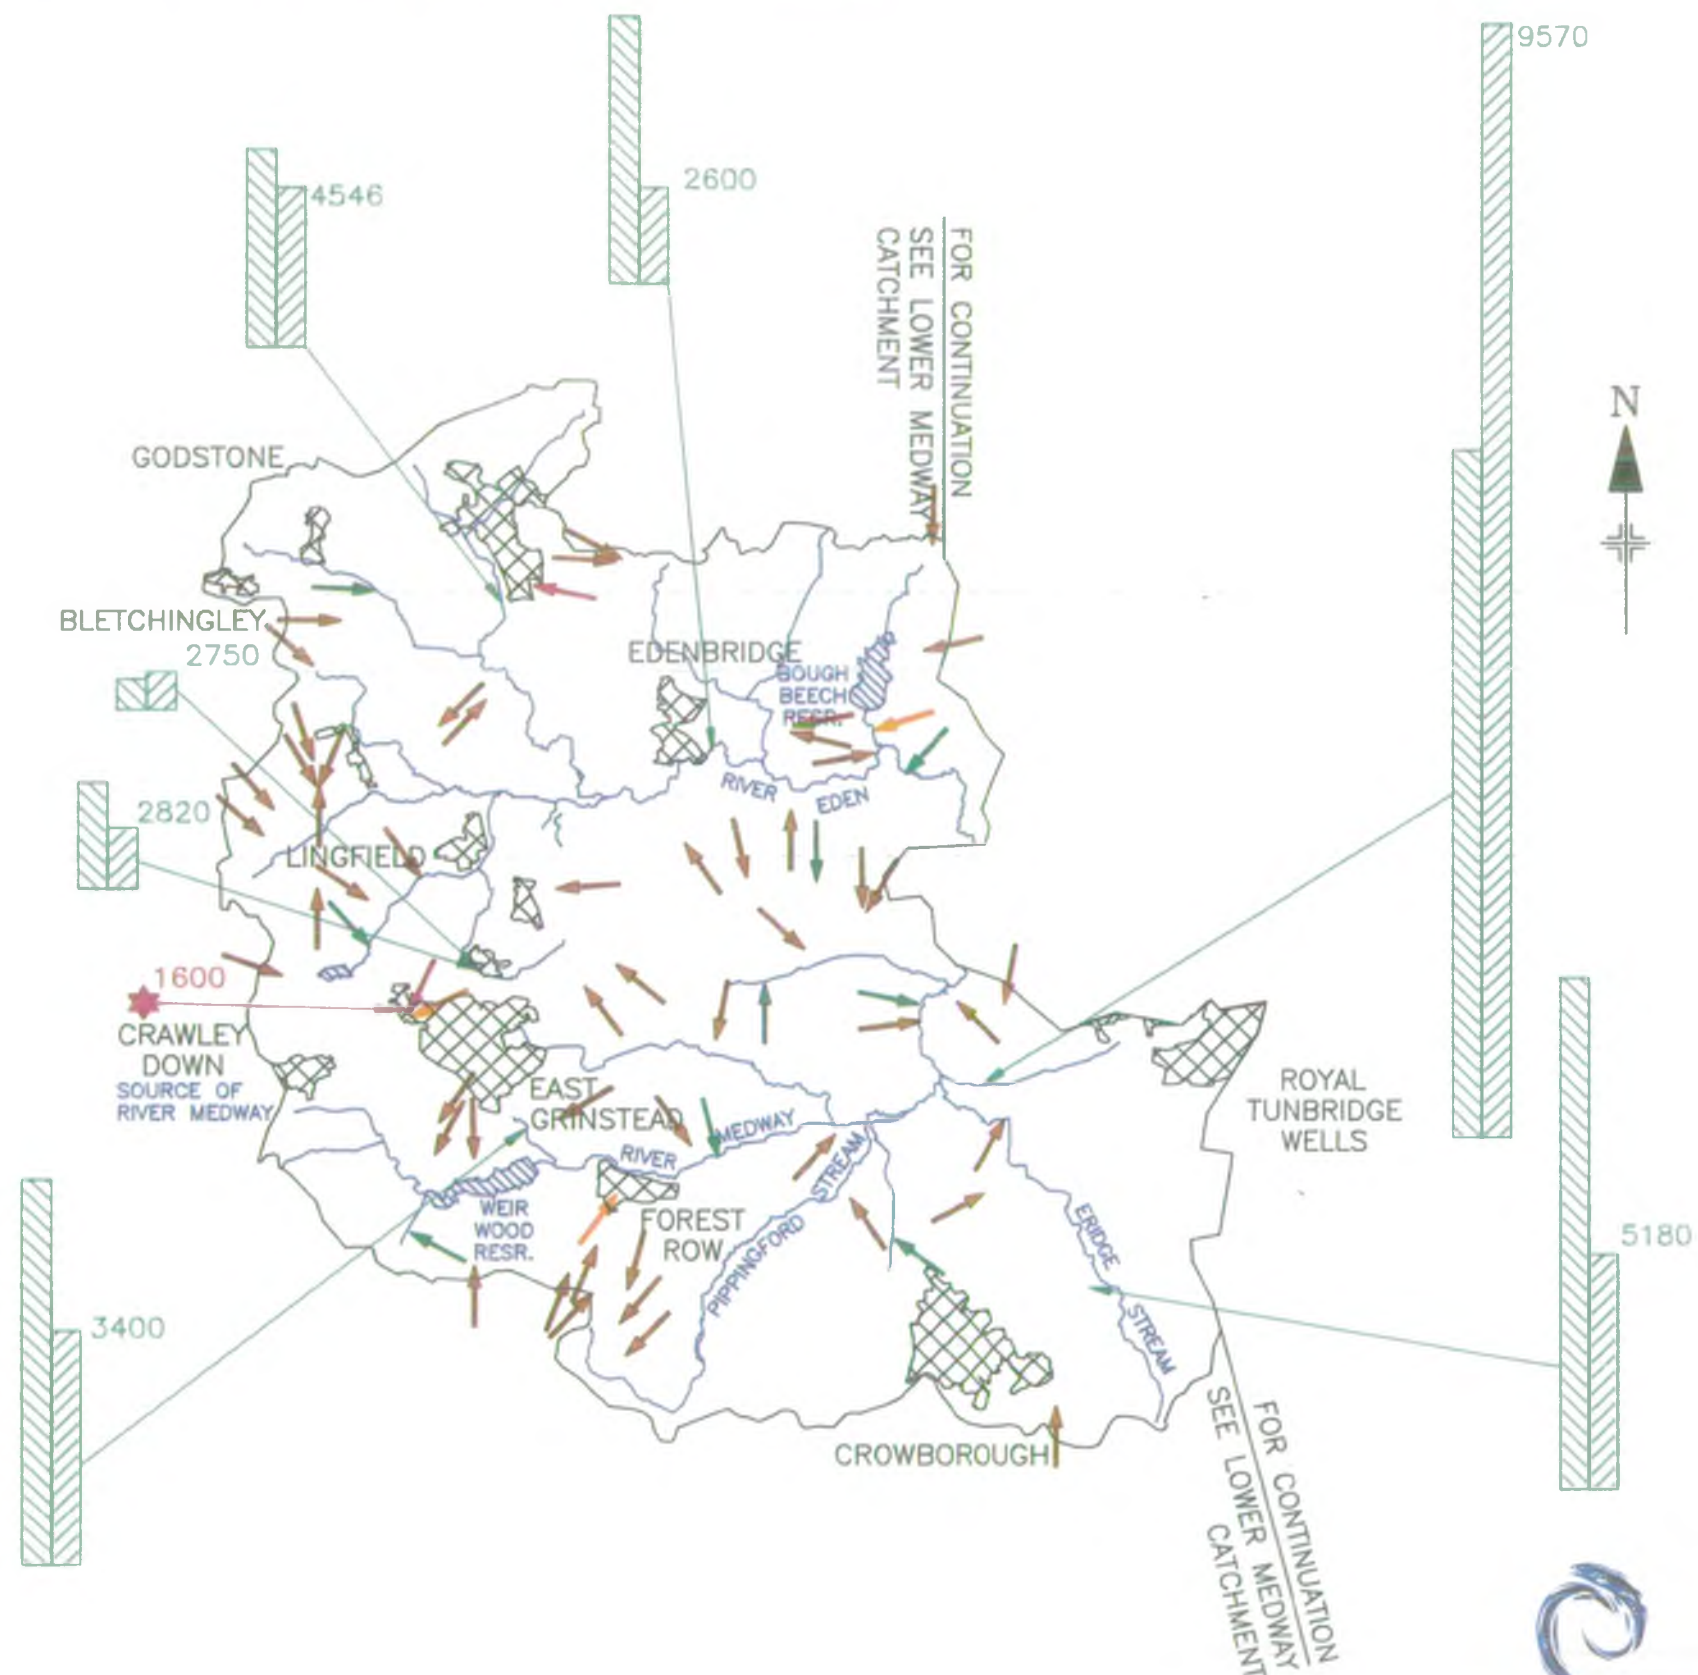 9570
4546
2600
FOR CONTINUATION
SEE LOWER MEDWAY
CATCHMENT
N
GODSTONE
BLETCHINGLEY
2750
EDENBRIDGE
BOUGH
BEECH
RESR.
2820
RIVER EDEN
LINGFIELD
1600
CRAWLEY
DOWN
SOURCE OF
RIVER MEDWAY
EAST
GRINSTEAD
ROYAL
TUNBRIDGE
WELLS
RIVER MEDWAY
WEIR
WOOD
RESR.
FOREST
ROW
PIPPINGFORD STREAM
ERIDGE STREAM
5180
3400
CROWBOROUGH
FOR CONTINUATION
SEE LOWER MEDWAY
CATCHMENT